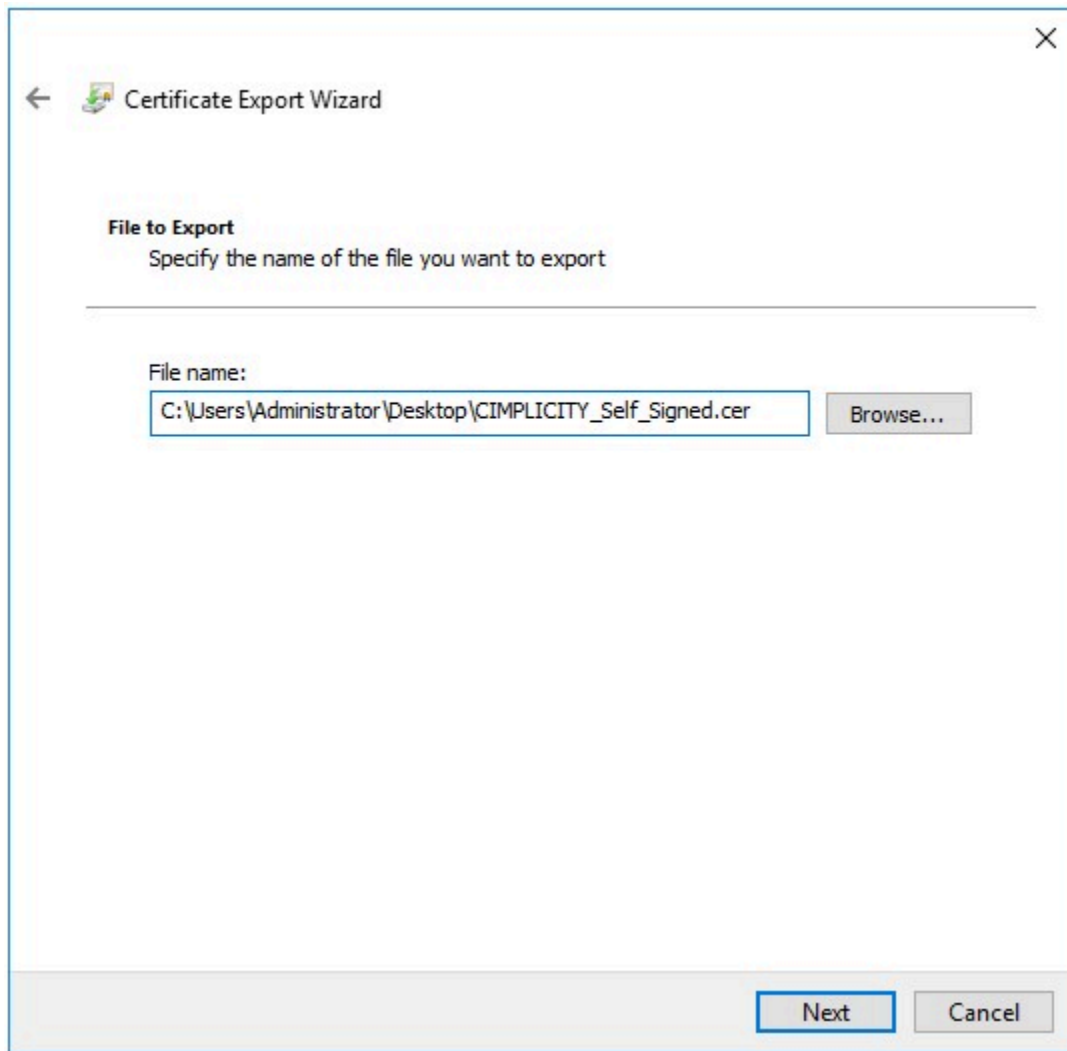 Certificate Export Wizard
File to Export
Specify the name of the file you want to export
File name:
C:\Users\Administrator\Desktop\CIMPLICITY_Self_Signed.cer
Browse...
Next
Cancel